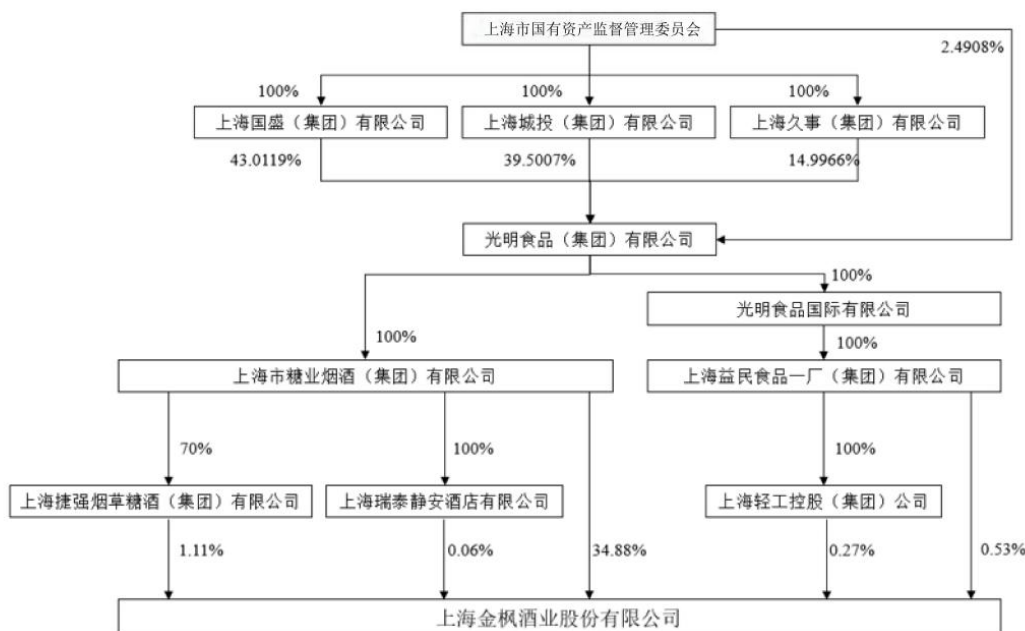 上海市国有资产监督管理委员会
2.4908%
100%
100%
100%
上海国盛（集团）有限公司
上海城投（集团）有限公司
上海久事（集团）有限公司
43.0119%
39.5007%
14.9966%
光明食品（集团）有限公司
100%
光明食品国际有限公司
100%
100%
上海市糖业烟酒（集团）有限公司
上海益民食品一厂（集团）有限公司
70%
100%
100%
上海捷强烟草糖酒（集团）有限公司
上海瑞泰静安酒店有限公司
上海轻工控股（集团）公司
1.11%
0.06%
34.88%
0.27%
0.53%
上海金枫酒业股份有限公司